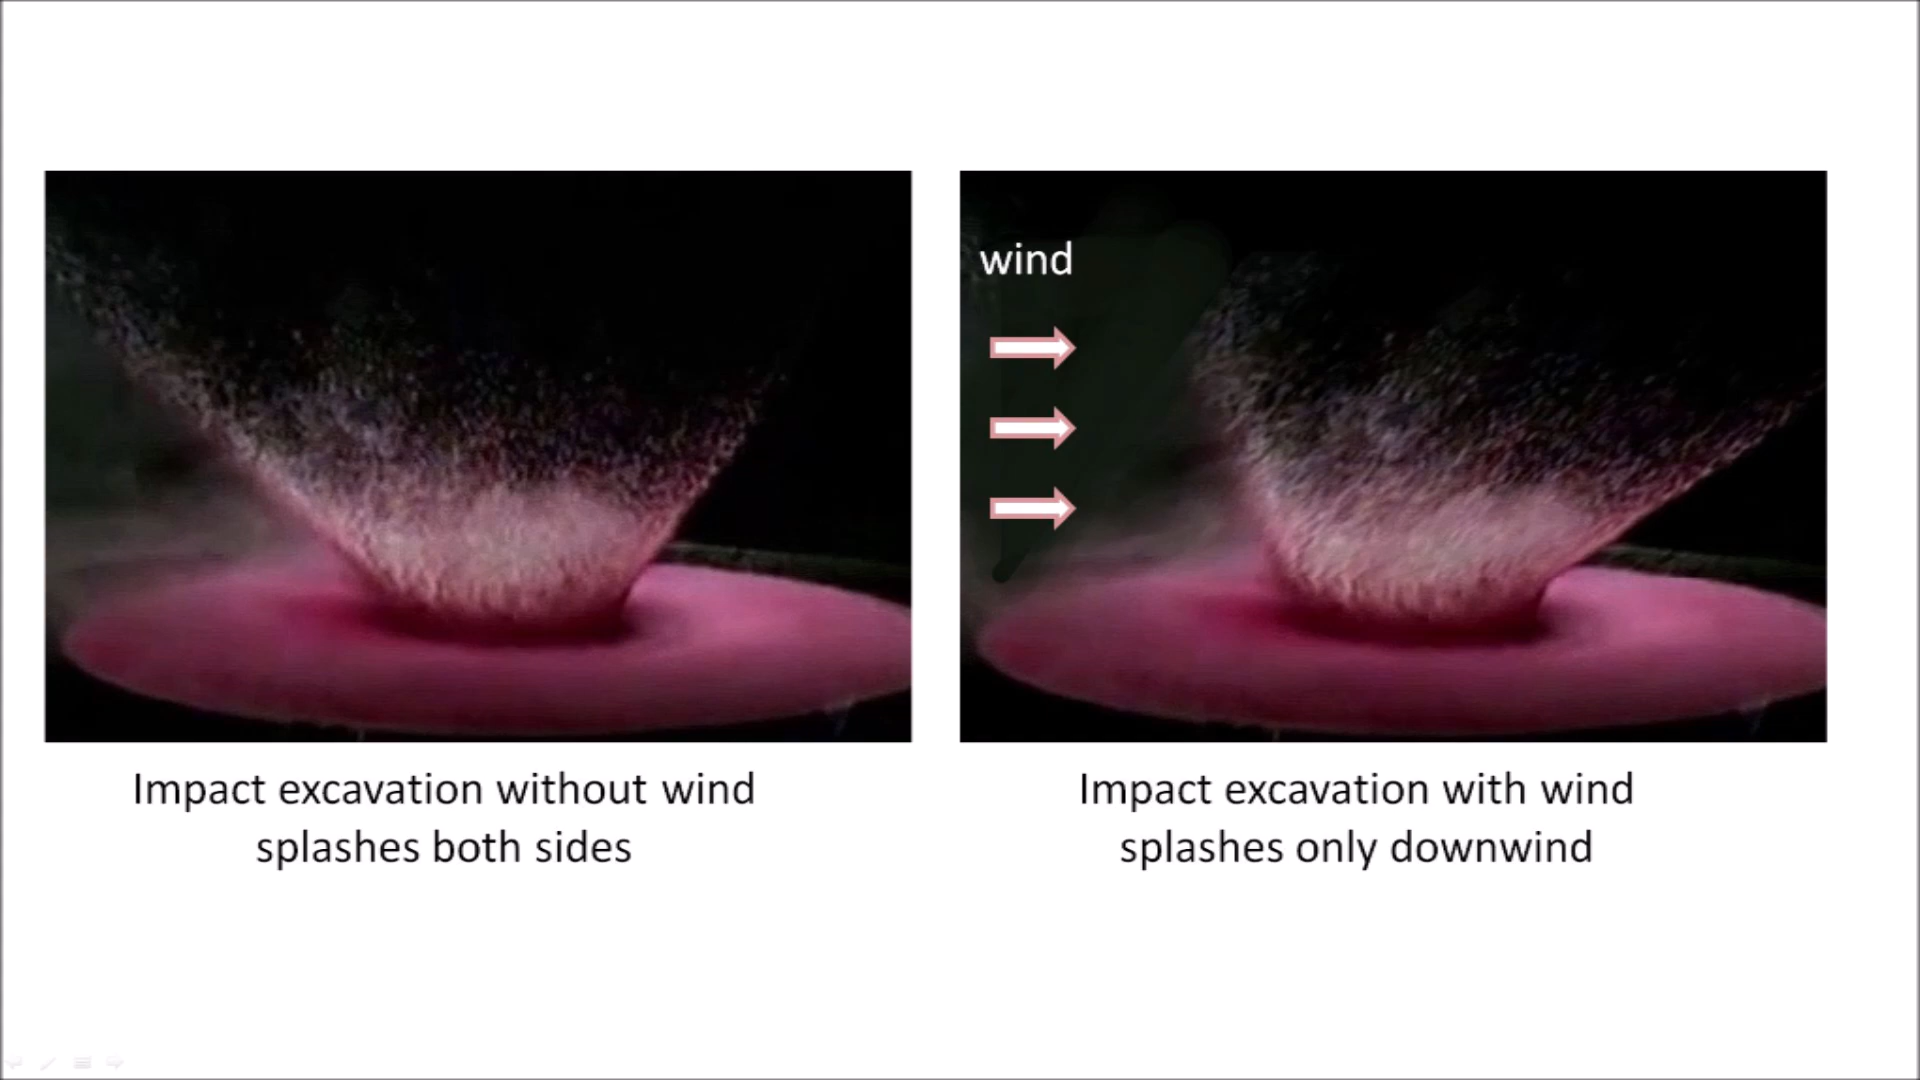 wind
Impact excavation without wind
splashes both sides
Impact excavation with wind
splashes only downwind